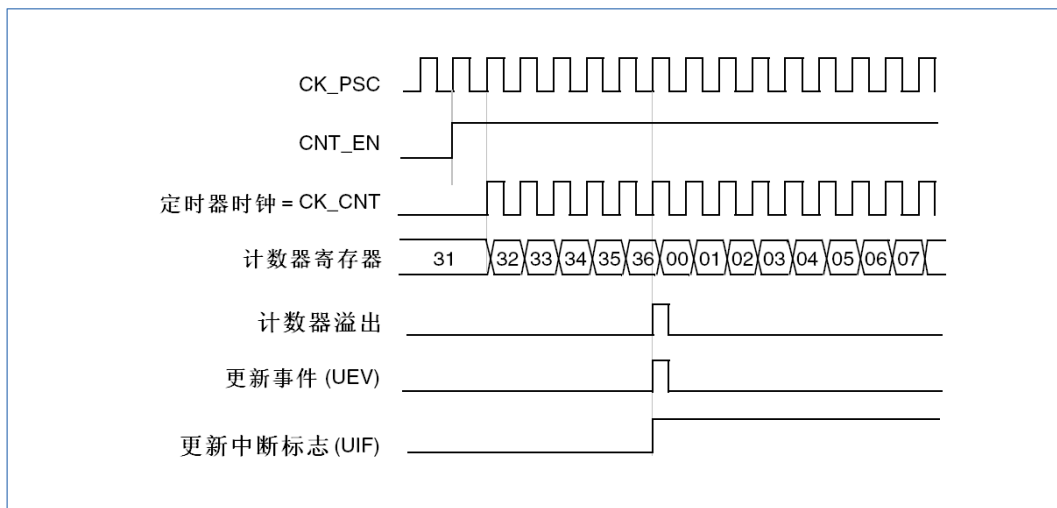 CK_PSC
CNT_EN
定时器时钟 = CK_CNT
计数器寄存器 31 32 33 34 35 36 00 01 02 03 04 05 06 07
计数器溢出
更新事件 (UEV)
更新中断标志 (UIF)